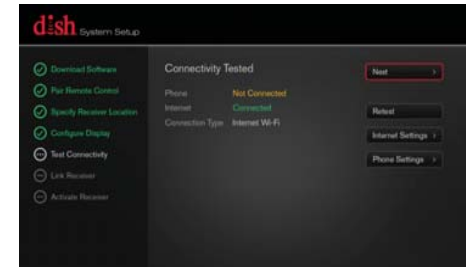 dish System Setup
Download Software
Pair Remote Control
Specify Receiver Location
Configure Display
Test Connectivity
Link Receiver
Activate Receiver
Connectivity Tested
Phone Not Connected
Internet Connected
Connection Type Internet Wi-Fi
Next
Retest
Internet Settings
Phone Settings